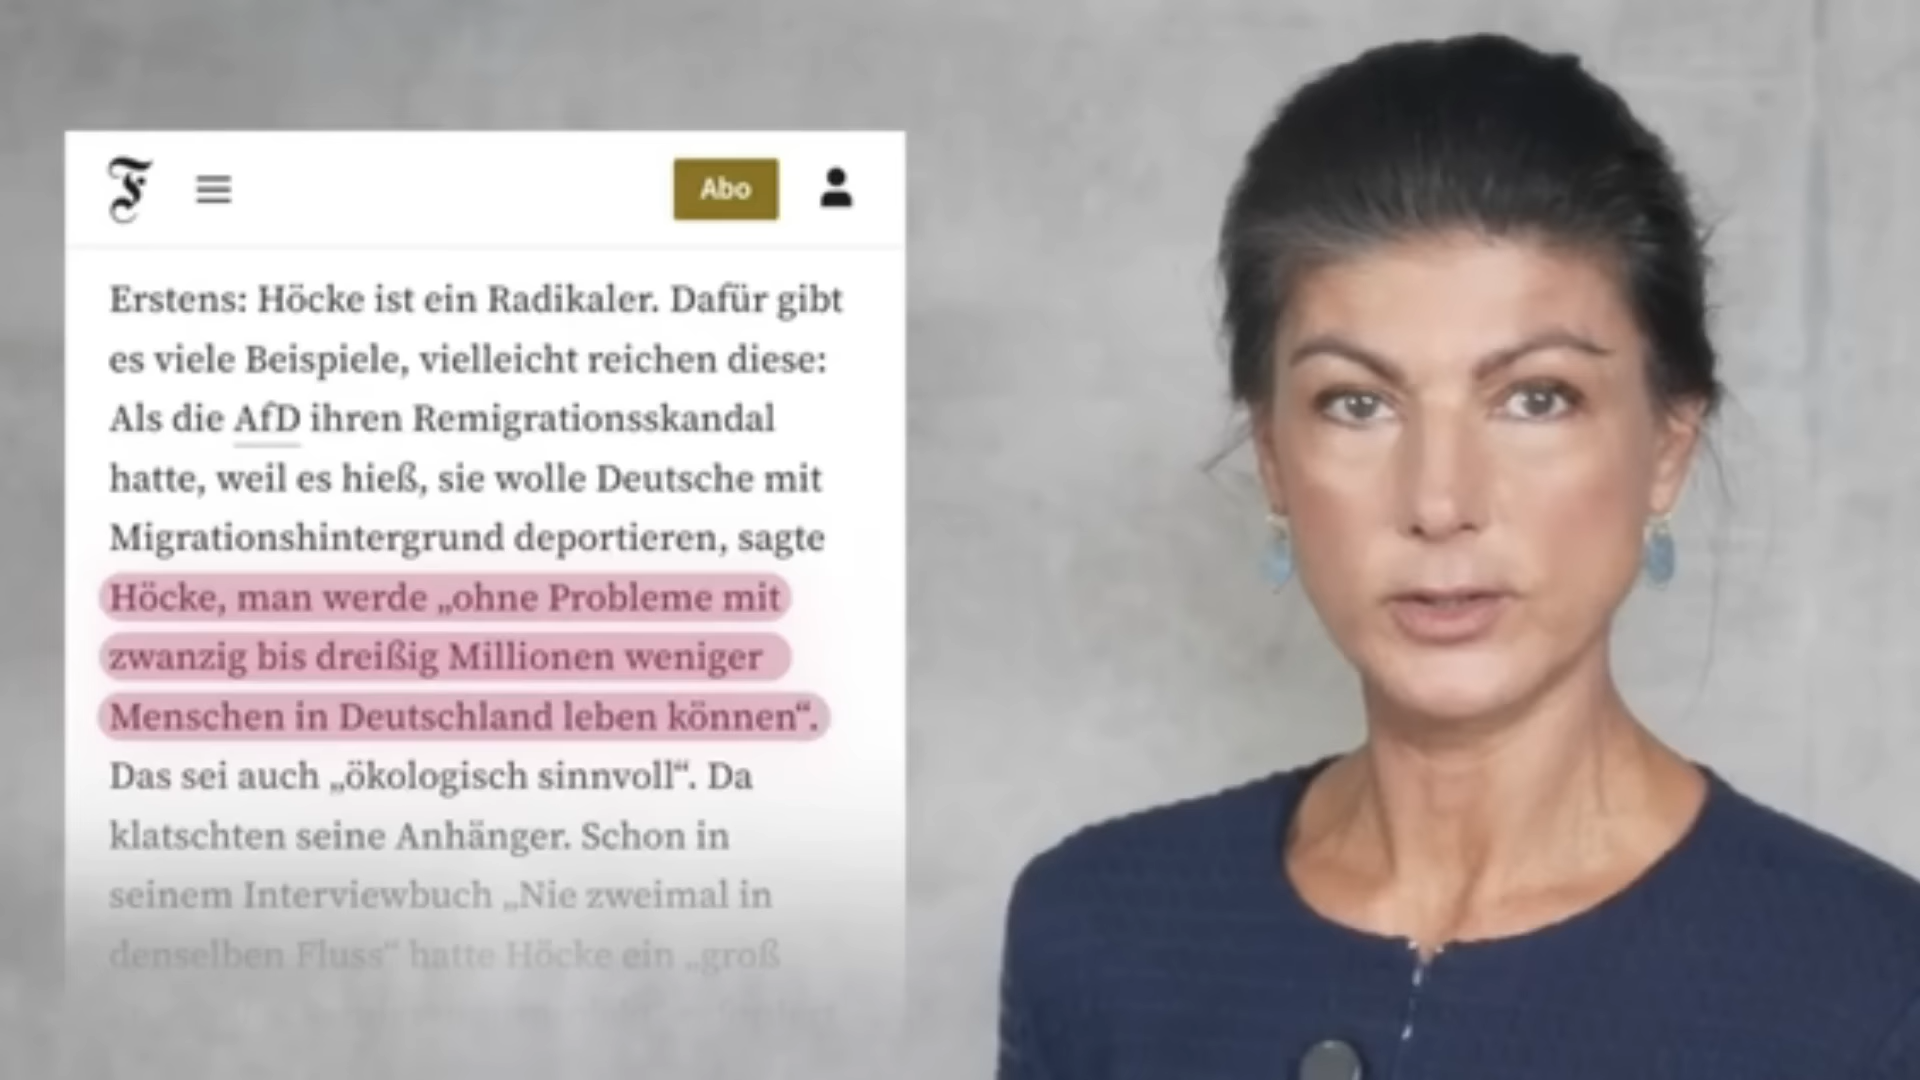 F
Abo
Erstens: Höcke ist ein Radikaler. Dafür gibt
es viele Beispiele, vielleicht reichen diese:
Als die AfD ihren Remigrationsskandal
hatte, weil es hieß, sie wolle Deutsche mit
Migrationshintergrund deportieren, sagte
Höcke, man werde „ohne Probleme mit
zwanzig bis dreißig Millionen weniger
Menschen in Deutschland leben können“.
Das sei auch „ökologisch sinnvoll“. Da
klatschten seine Anhänger. Schon in
seinem Interviewbuch „Nie zweimal in
denselben Fluss“ hatte Höcke ein „groß